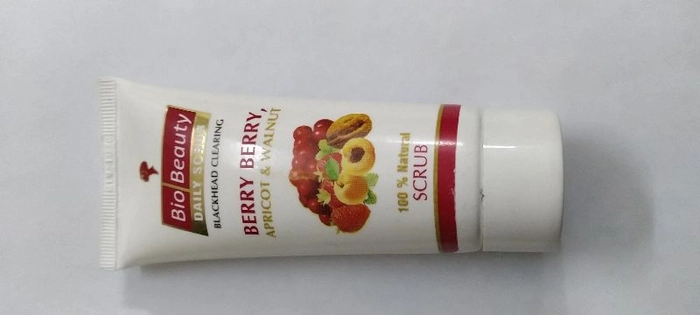 Bio Beauty
DAILY SCRUB
BLACKHEAD CLEARING
BERRY BERRY,
APRICOT & WALNUT
100 % Natural
SCRUB